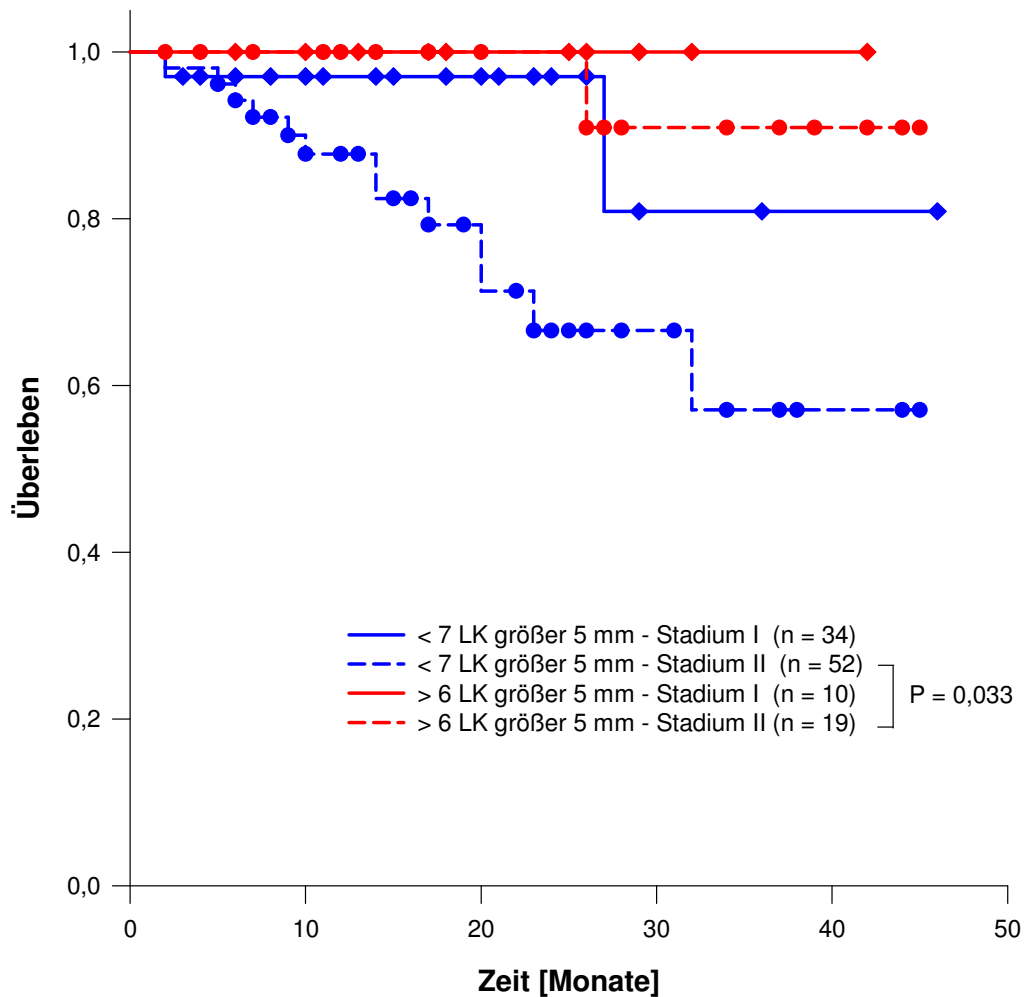 Überleben
1,0
0,8
0,6
0,4
0,2
0,0
< 7 LK größer 5 mm - Stadium I (n = 34)
< 7 LK größer 5 mm - Stadium II (n = 52)
> 6 LK größer 5 mm - Stadium I (n = 10)
> 6 LK größer 5 mm - Stadium II (n = 19)
P = 0,033
0 10 20 30 40 50
Zeit [Monate]